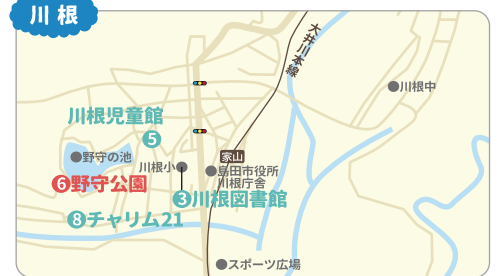 川根
大井川本線
●川根中
川根児童館
5
●野守の池
家山
川根小●
●島田市役所
川根庁舎
6野守公園
3川根図書館
8チャリム21
●スポーツ広場